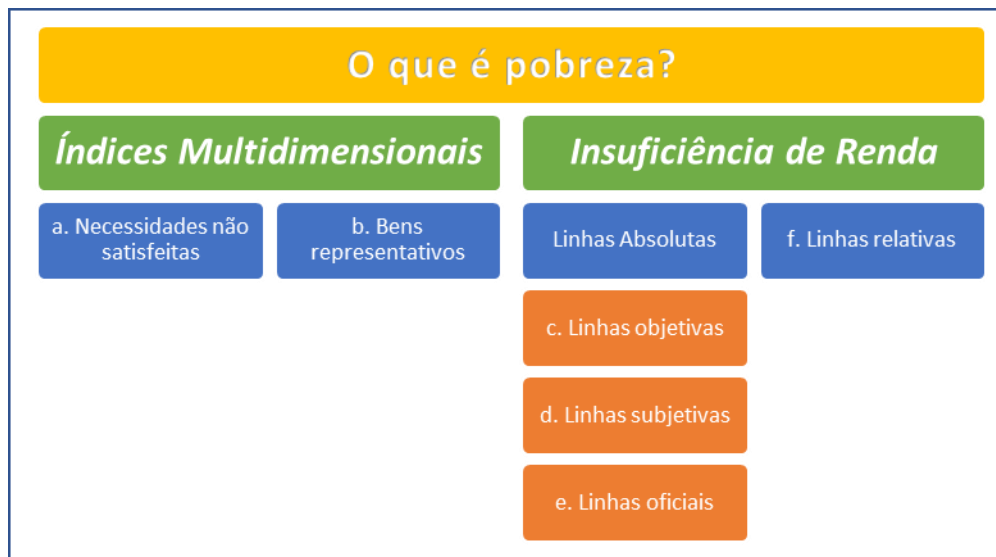 O que é pobreza?
Índices Multidimensionais
Insuficiência de Renda
a. Necessidades não
satisfeitas
b. Bens
representativos
Linhas Absolutas
f. Linhas relativas
c. Linhas objetivas
d. Linhas subjetivas
e. Linhas oficiais